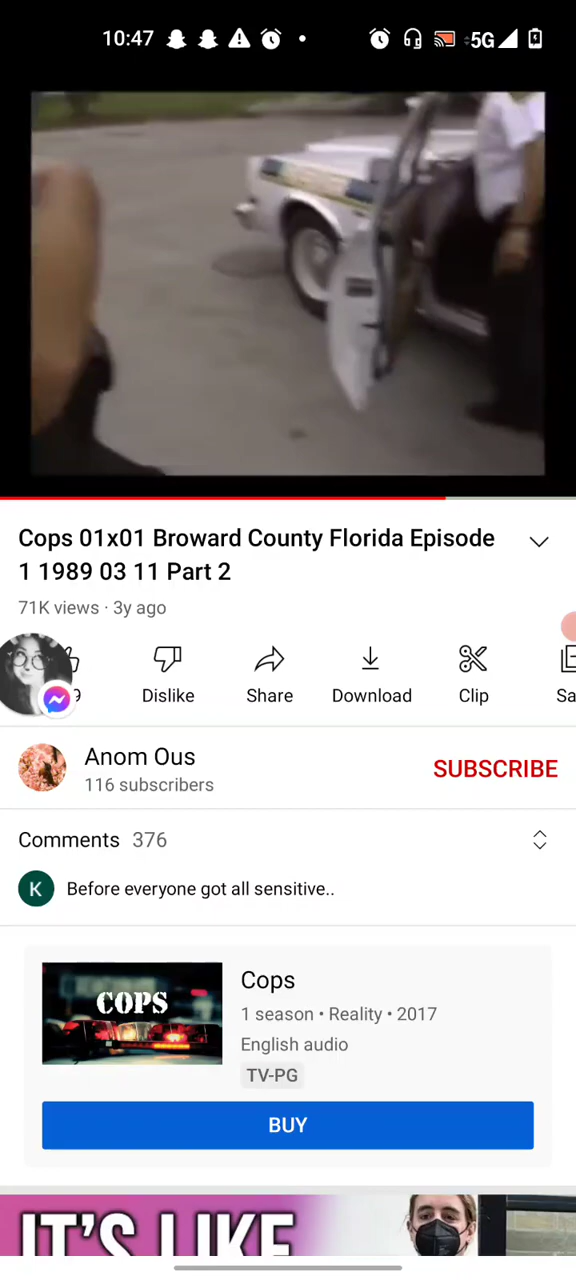 10:47
5G
Cops 01x01 Broward County Florida Episode
1 1989 03 11 Part 2
71K views · 3y ago
9
Dislike
Share
Download
Clip
Sa
Anom Ous
116 subscribers
SUBSCRIBE
Comments 376
K
Before everyone got all sensitive..
COPS
Cops
1 season • Reality • 2017
English audio
TV-PG
BUY
IT'S LIKE